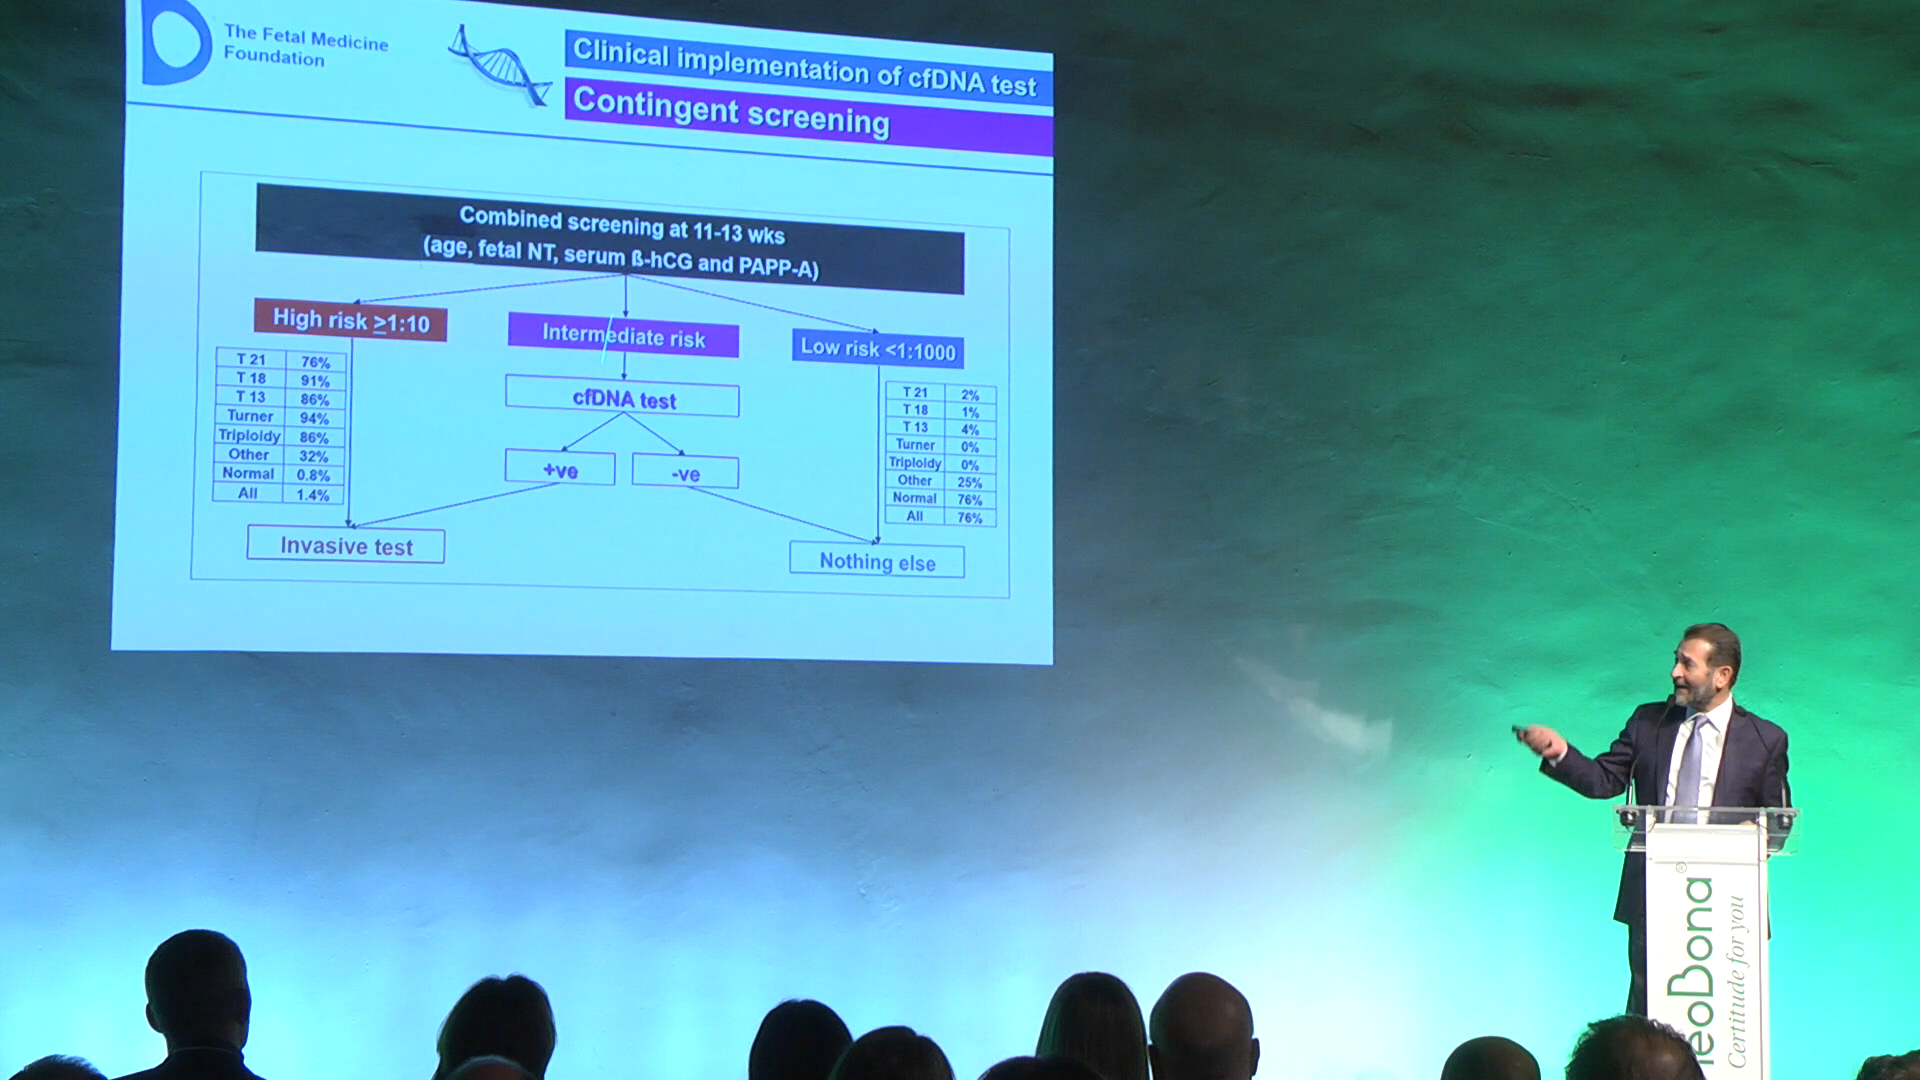 The Fetal Medicine
Foundation
Clinical implementation of cfDNA test
Contingent screening
Combined screening at 11-13 wks
(age, fetal NT, serum ß-hCG and PAPP-A)
High risk ≥1:10
Intermediate risk
Low risk <1:1000
T 21 76%
T 18 91%
T 13 86%
Turner 94%
Triploldy 86%
Other 32%
Normal 0.8%
All 1.4%
cfDNA test
+ve
-ve
T 21 2%
T 18 1%
T 13 4%
Turner 0%
Triploldy 0%
Other 25%
Normal 76%
All 76%
Invasive test
Nothing else
neoBona®
Certitude for you